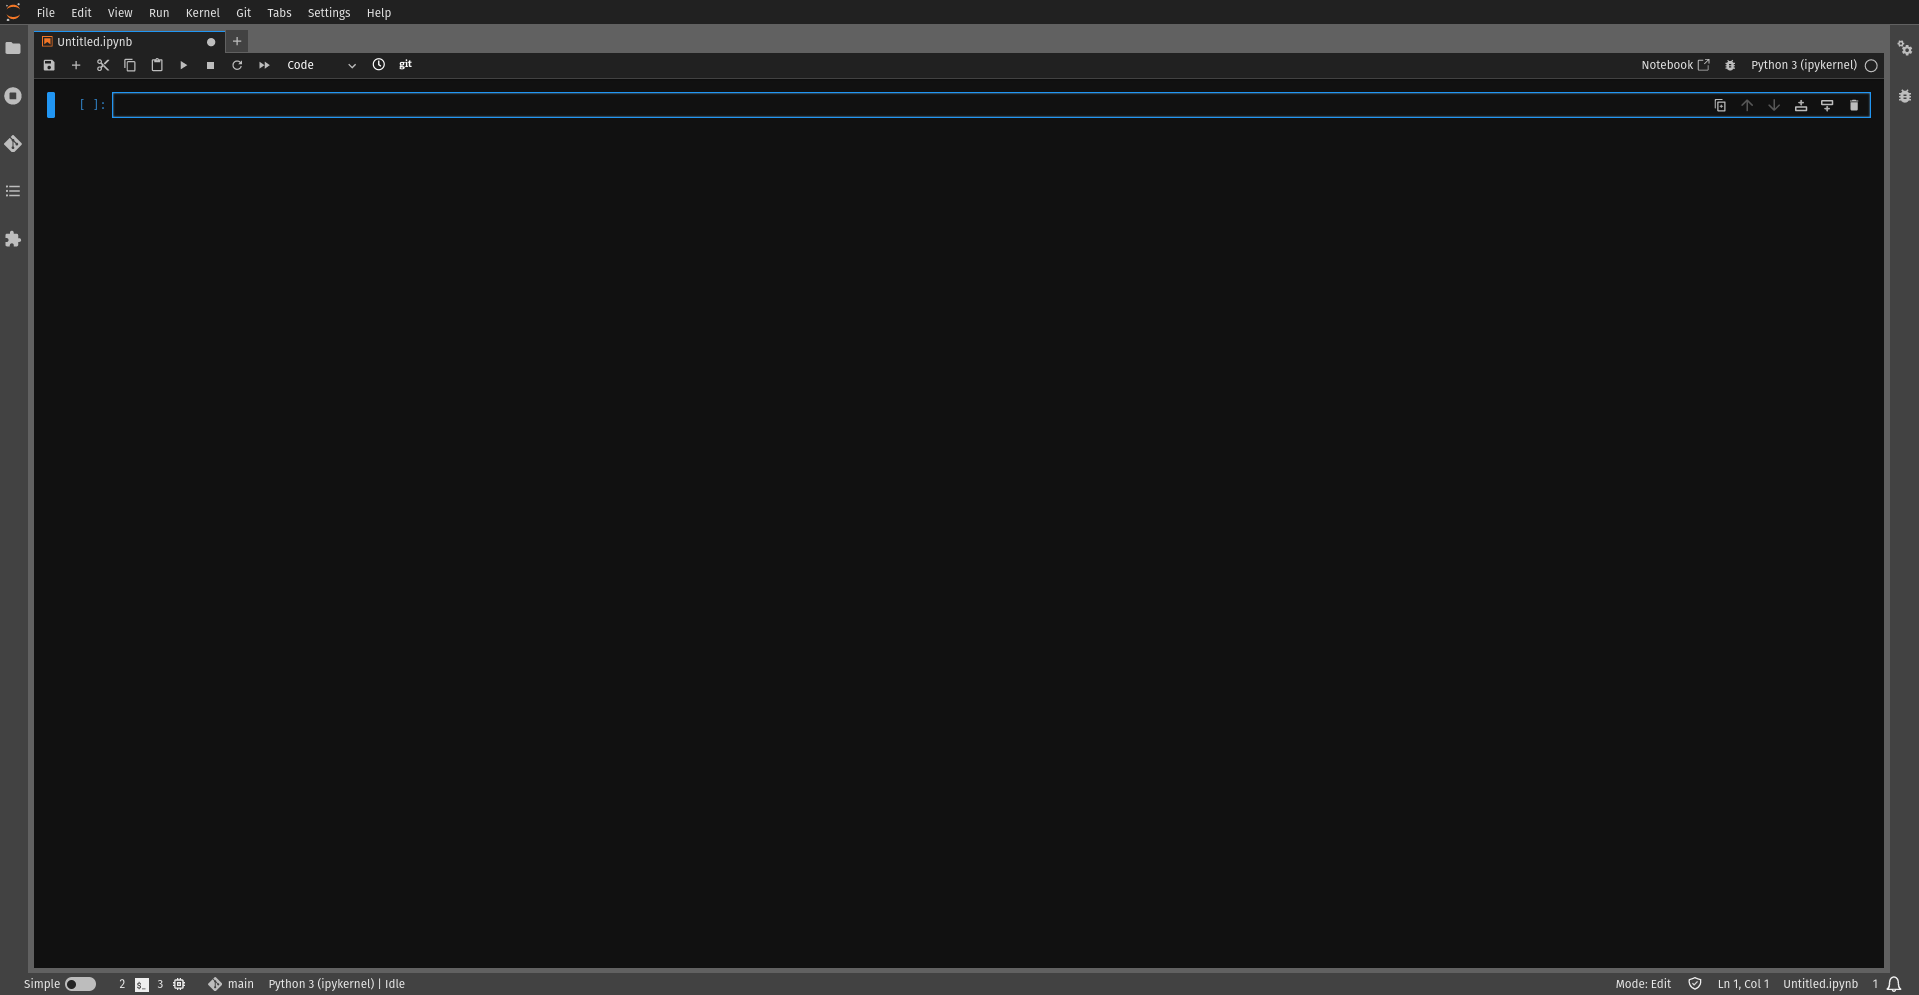 File Edit View Run Kernel Git Tabs Settings Help
Untitled.ipynb
Code git Notebook Python 3 (ipykernel)
[ ]:
Simple 2 $_ 3 main Python 3 (ipykernel) | Idle Mode: Edit Ln 1, Col 1 Untitled.ipynb 1